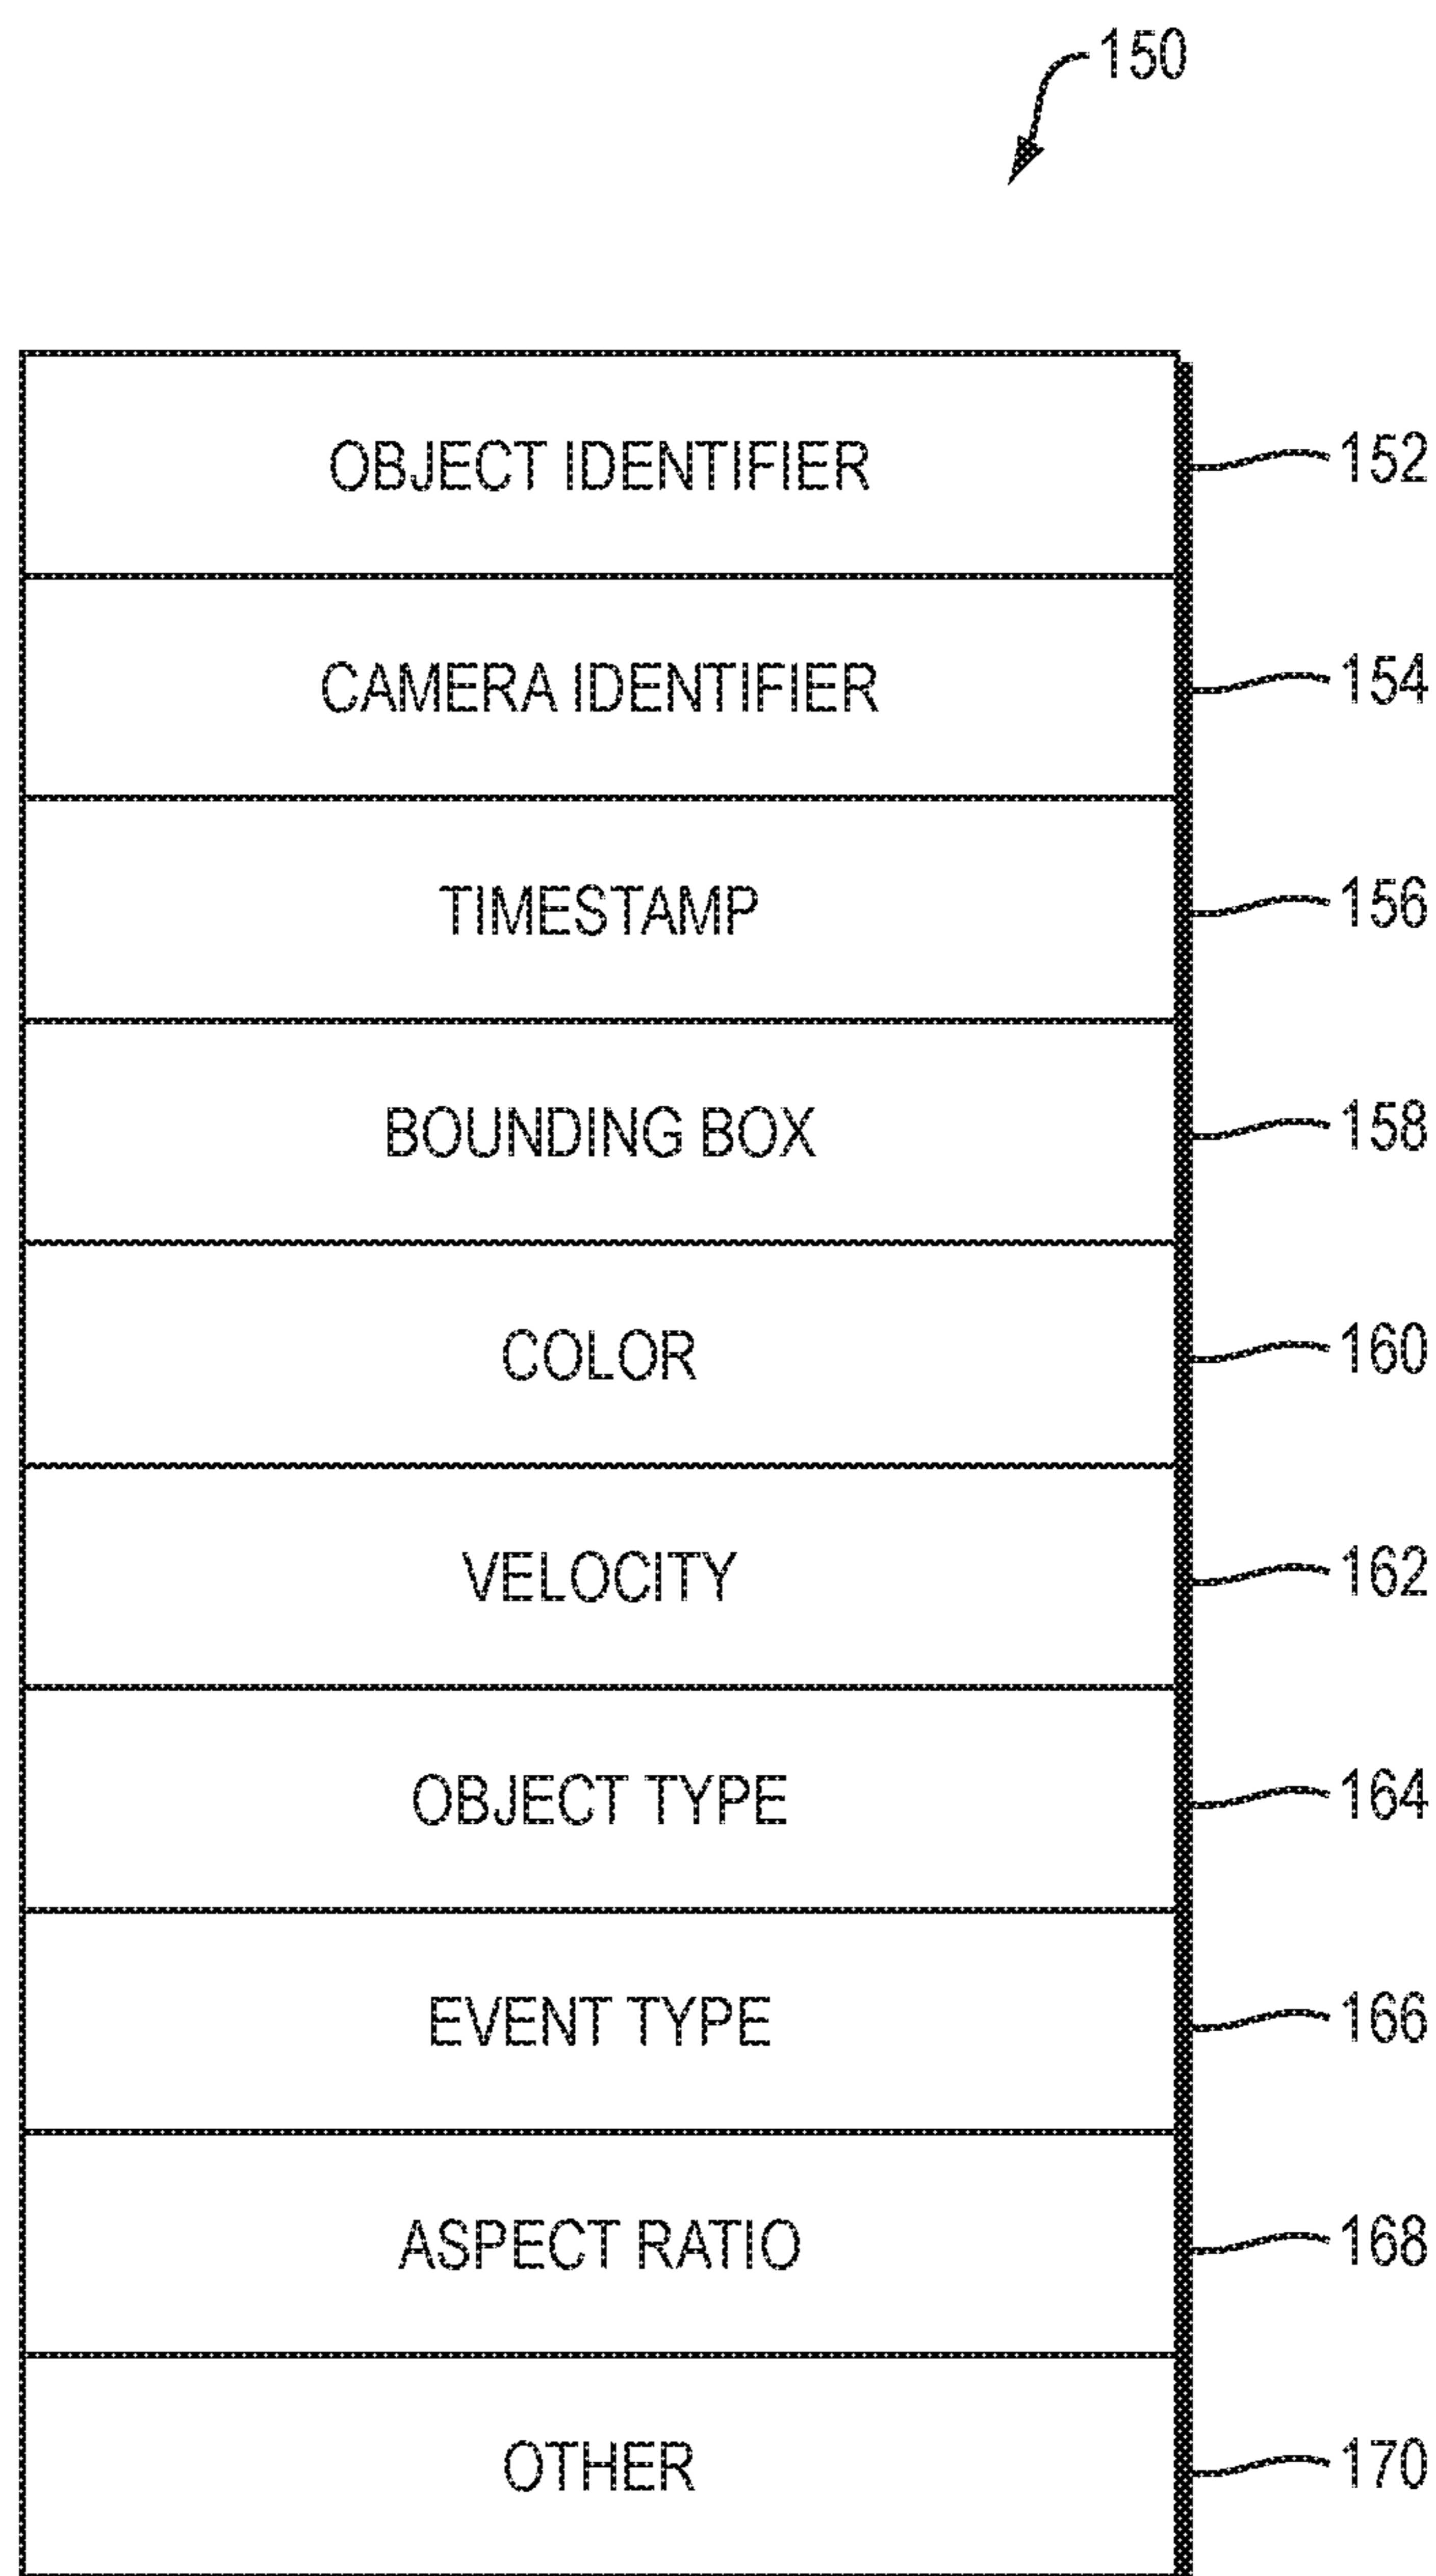 150
OBJECT IDENTIFIER 152
CAMERA IDENTIFIER 154
TIMESTAMP 156
BOUNDING BOX 158
COLOR 160
VELOCITY 162
OBJECT TYPE 164
EVENT TYPE 166
ASPECT RATIO 168
OTHER 170